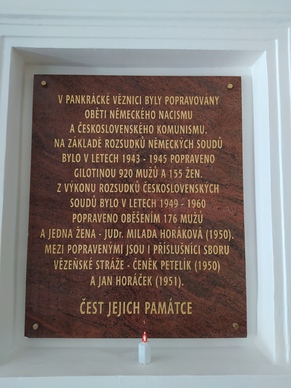 V PANKRÁCKÉ VĚZNICI BYLY POPRAVOVÁNY
OBĚTI NĚMECKÉHO NACISMU
A ČESKOSLOVENSKÉHO KOMUNISMU.
NA ZÁKLADĚ ROZSUDKŮ NĚMECKÝCH SOUDŮ
BYLO V LETECH 1943 - 1945 POPRAVENO
GILOTINOU 920 MUŽŮ A 155 ŽEN.
Z VÝKONU ROZSUDKŮ ČESKOSLOVENSKÝCH
SOUDŮ BYLO V LETECH 1949 - 1960
POPRAVENO OBĚŠENÍM 176 MUŽŮ
A JEDNA ŽENA - JUDr. MILADA HORÁKOVÁ (1950).
MEZI POPRAVENÝMI JSOU I PŘÍSLUŠNÍCI SBORU
VĚZEŇSKÉ STRÁŽE - ČENĚK PETELÍK (1950)
A JAN HORÁČEK (1951).
ČEST JEJICH PAMÁTCE